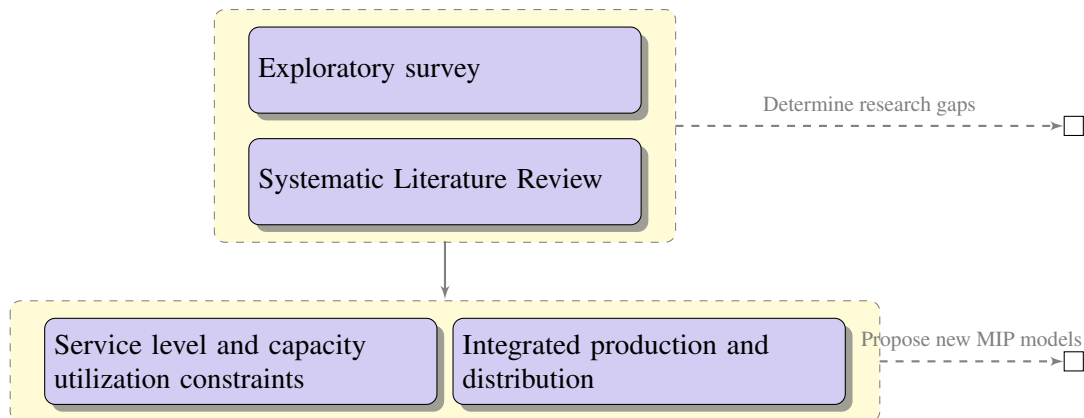 Exploratory survey
Determine research gaps
Systematic Literature Review
Service level and capacity
utilization constraints
Integrated production and
distribution
Propose new MIP models